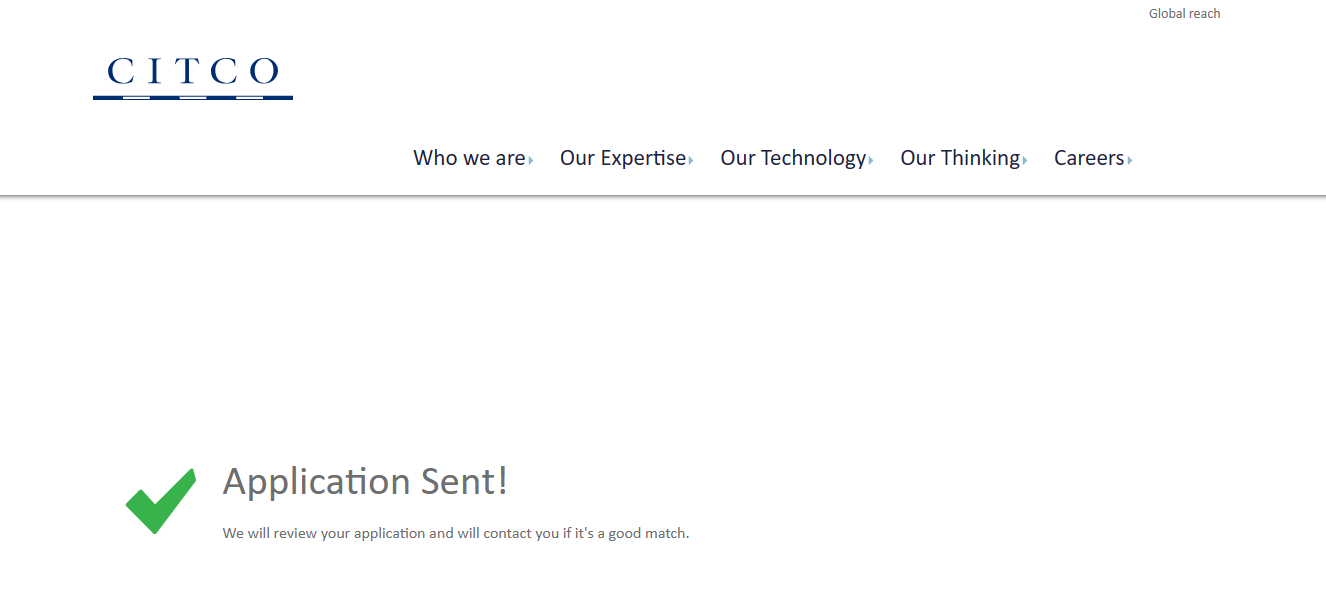 Global reach
CITCO
Who we are Our Expertise Our Technology Our Thinking Careers
Application Sent!
We will review your application and will contact you if it's a good match.